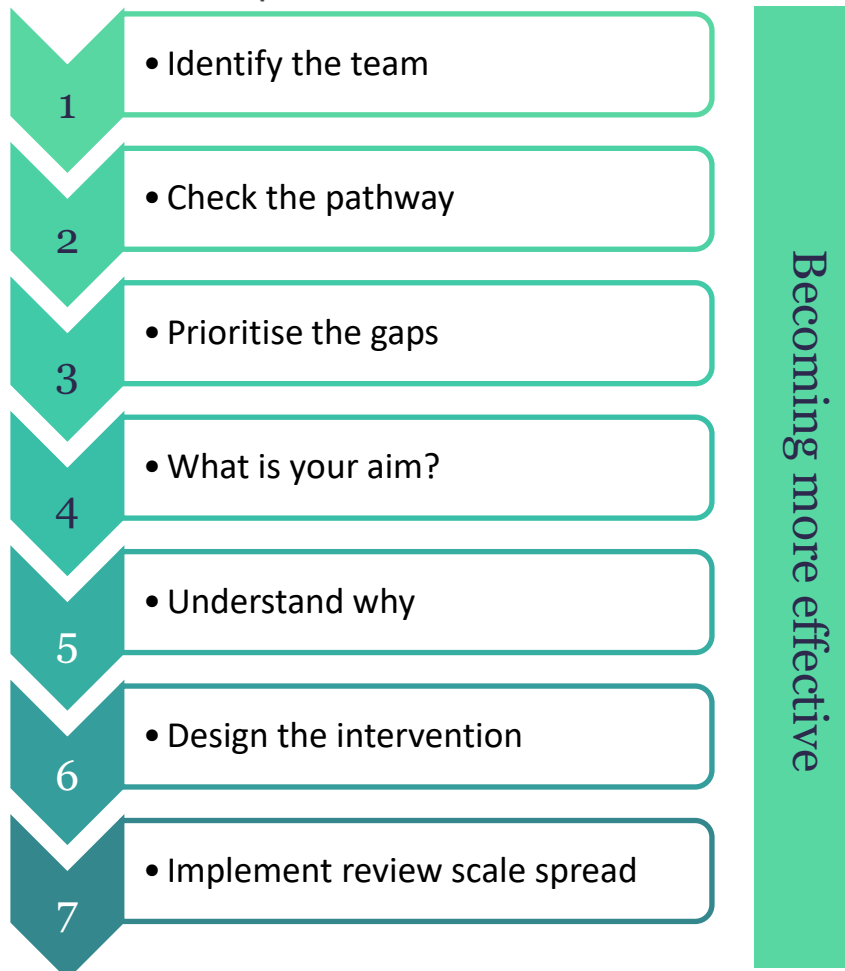 1
• Identify the team
2
• Check the pathway
3
• Prioritise the gaps
4
• What is your aim?
5
• Understand why
6
• Design the intervention
7
• Implement review scale spread
Becoming more effective